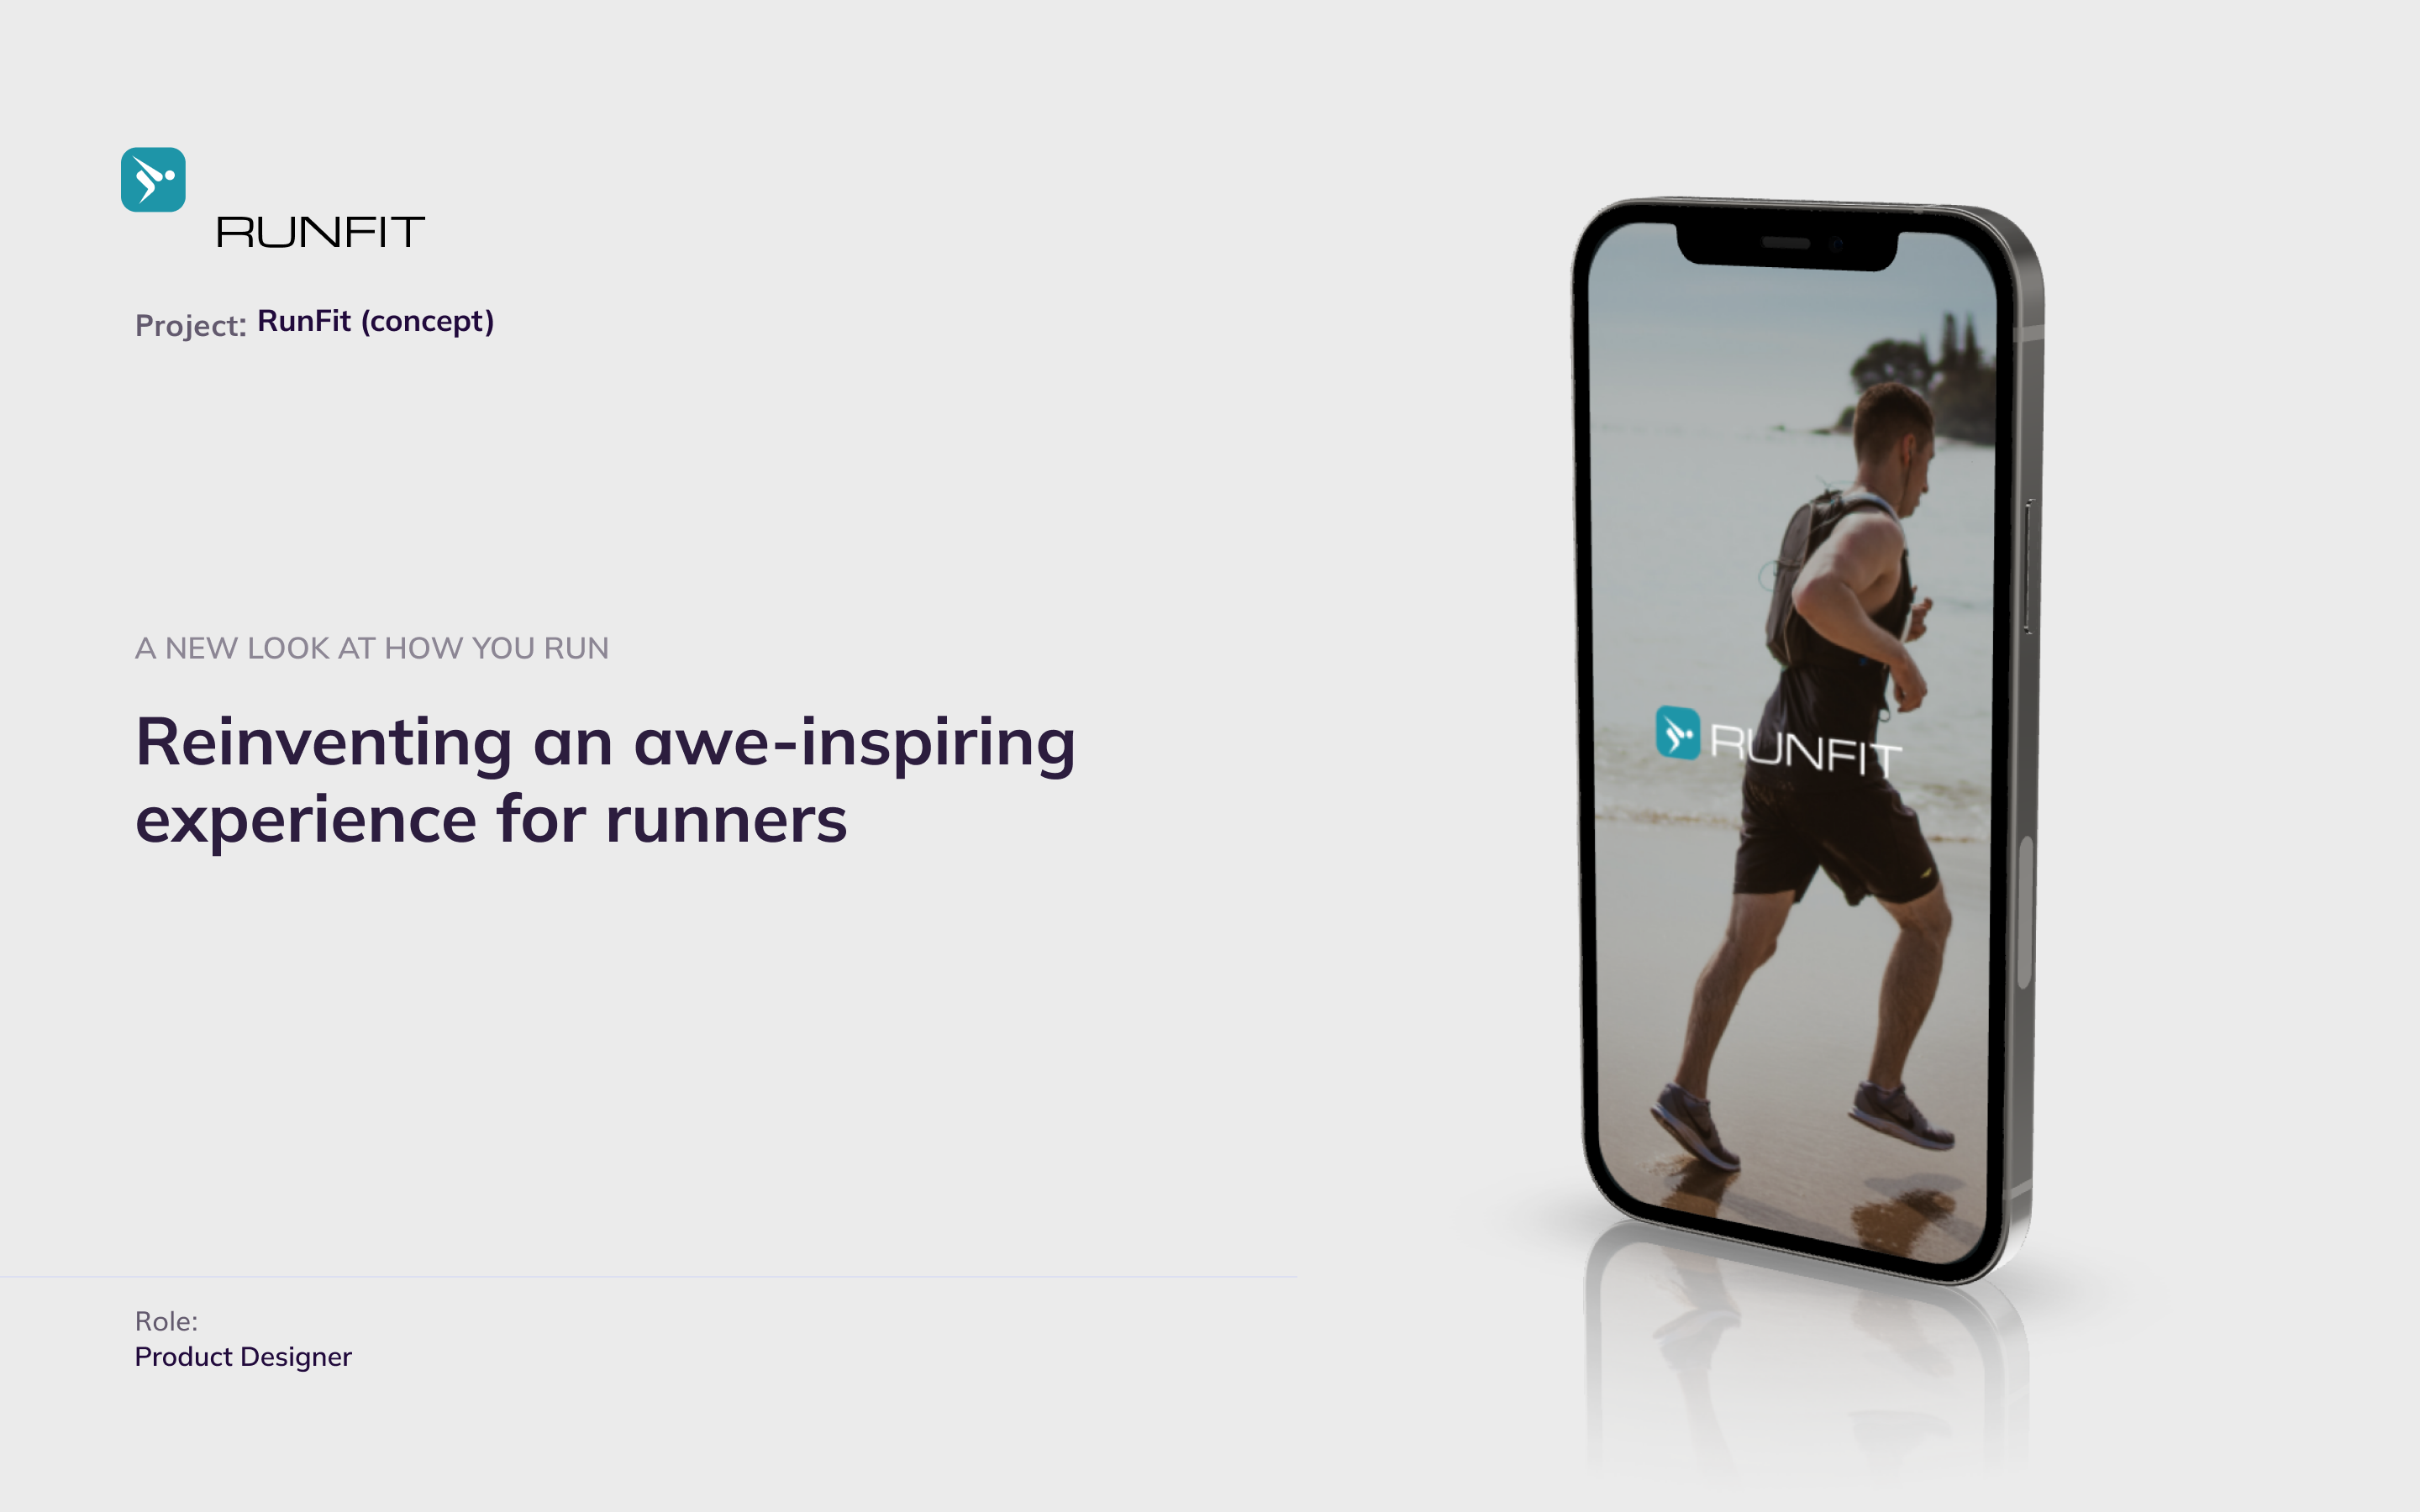 RUNFIT
Project: RunFit (concept)
A NEW LOOK AT HOW YOU RUN
Reinventing an awe-inspiring
experience for runners
RUNFIT
Role:
Product Designer